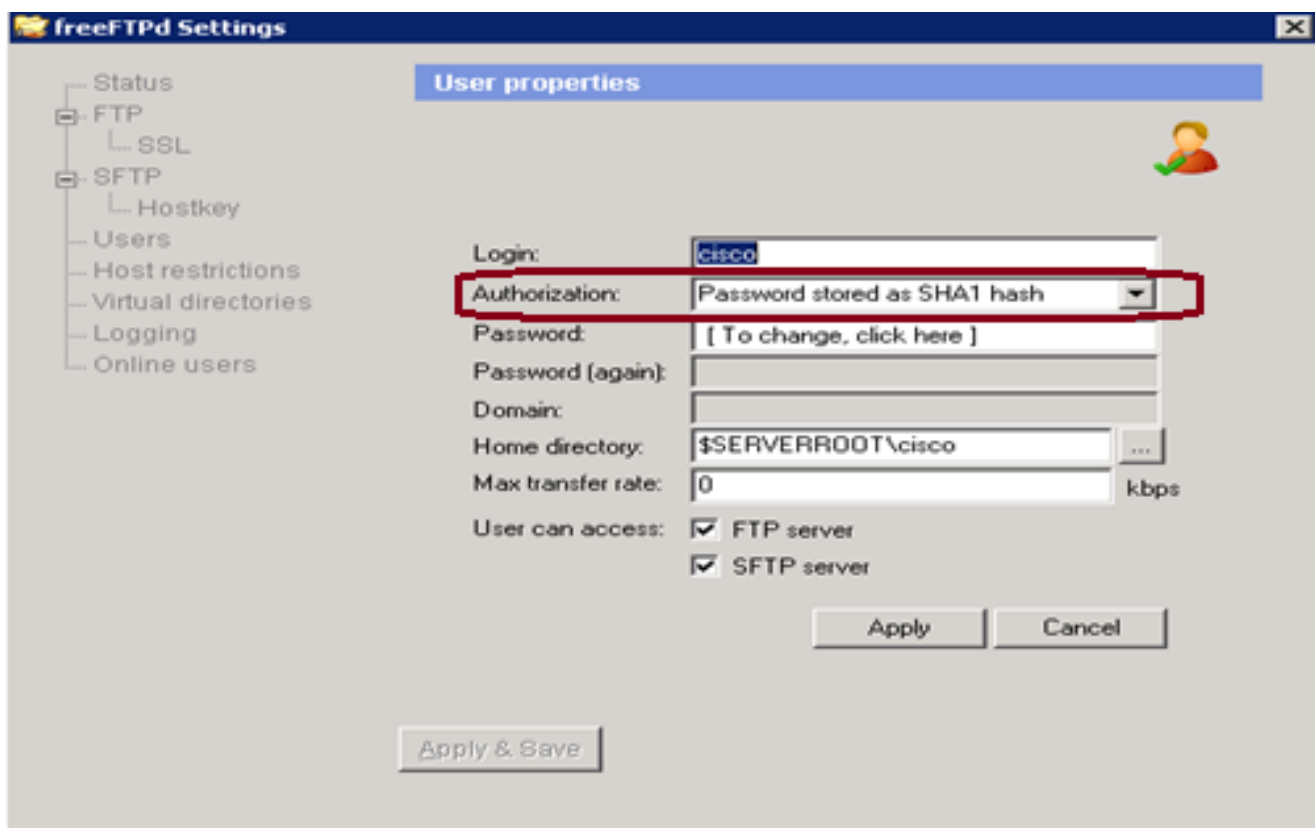 freeFTPd Settings
Status
FTP
SSL
SFTP
Hostkey
Users
Host restrictions
Virtual directories
Logging
Online users
User properties
Login: cisco
Authorization: Password stored as SHA1 hash
Password: [ To change, click here ]
Password (again):
Domain:
Home directory: $SERVERROOT\cisco ...
Max transfer rate: 0 kbps
User can access: FTP server
SFTP server
Apply Cancel
Apply & Save